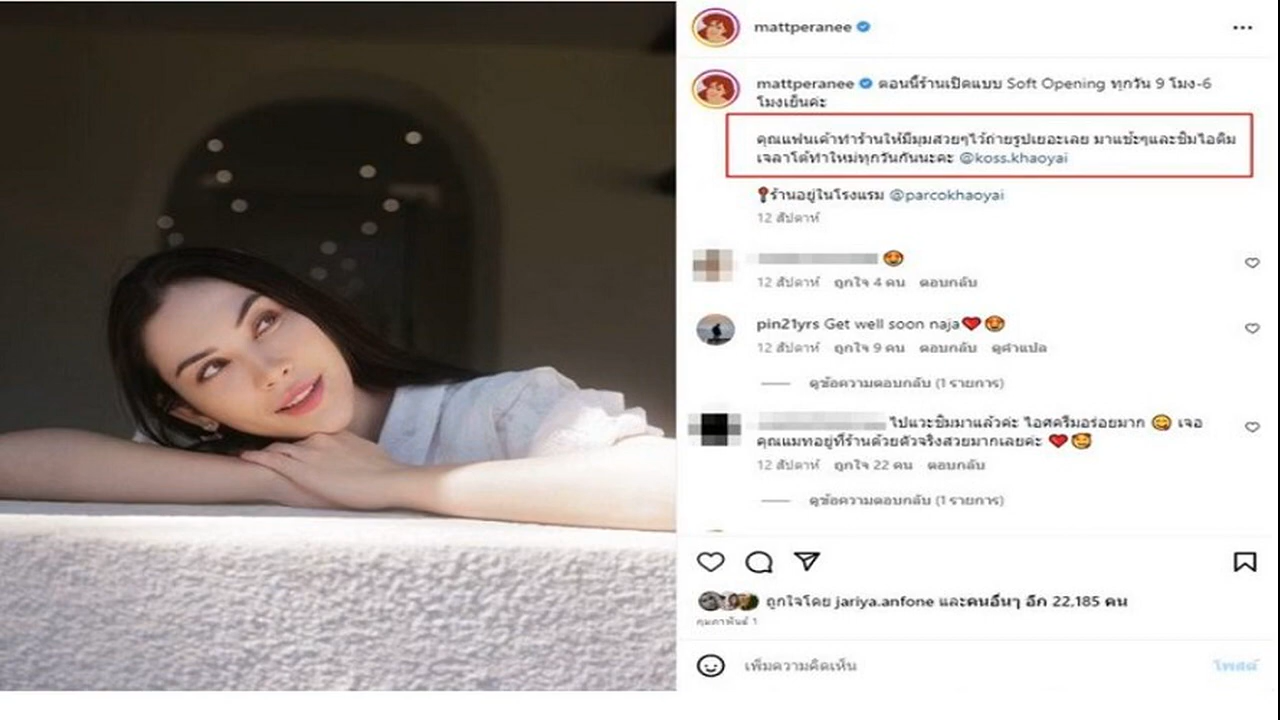 mattperanee
mattperanee ตอนนี้ร้านเปิดแบบ Soft Opening ทุกวัน 9 โมง-6
โมงเย็นค่ะ
คุณแฟนเค้าทำร้านให้มีมุมสวยๆไว้ถ่ายรูปเยอะเลย มาแช๊ะๆและชิมไอติม
เจลาโต้ทำใหม่ทุกวันกันนะคะ @koss.khaoyai
📍ร้านอยู่ในโรงแรม @parcokhaoyai
12 สัปดาห์
12 สัปดาห์ ถูกใจ 4 คน ตอบกลับ
pin21yrs Get well soon naja❤️🥰
12 สัปดาห์ ถูกใจ 9 คน ตอบกลับ ดูคำแปล
ดูข้อความตอบกลับ (1 รายการ)
ไปแวะชิมมาแล้วค่ะ ไอศครีมอร่อยมาก 😋 เจอ
คุณแมทอยู่ที่ร้านด้วยตัวจริงสวยมากเลยค่ะ ❤️🥰
12 สัปดาห์ ถูกใจ 22 คน ตอบกลับ
ดูข้อความตอบกลับ (1 รายการ)
ถูกใจโดย jariya.anfone และคนอื่นๆ อีก 22,185 คน
กุมภาพันธ์ 1
เพิ่มความคิดเห็น
โพสต์